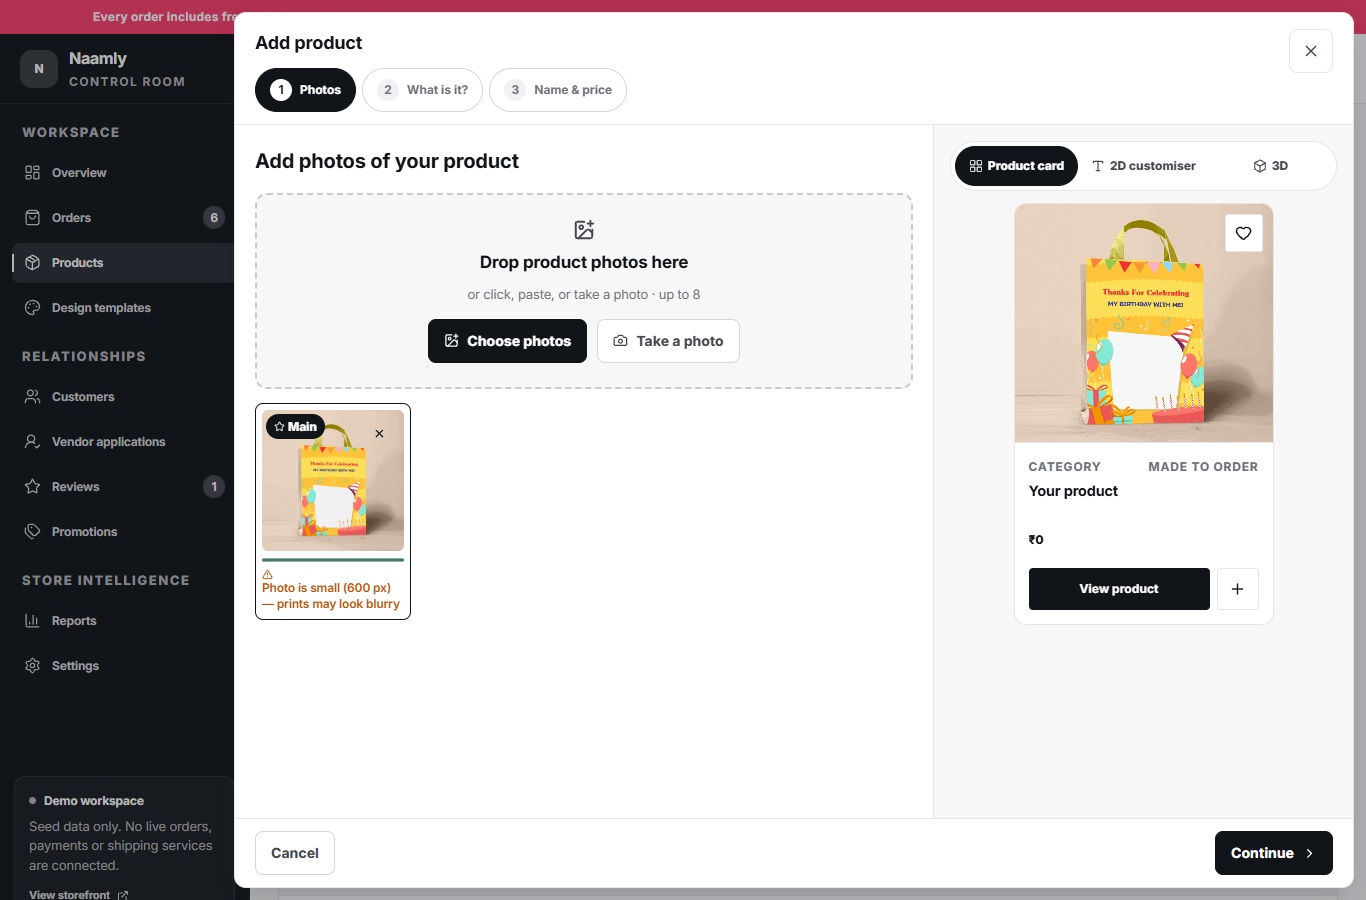 Every order includes fre
N
Naamly
CONTROL ROOM
WORKSPACE
Overview
Orders
6
Products
Design templates
RELATIONSHIPS
Customers
Vendor applications
Reviews
1
Promotions
STORE INTELLIGENCE
Reports
Settings
Demo workspace
Seed data only. No live orders,
payments or shipping services
are connected.
View storefront
Add product
1 Photos
2 What is it?
3 Name & price
Add photos of your product
Drop product photos here
or click, paste, or take a photo · up to 8
Choose photos
Take a photo
Main
Thanks For Celebrating
MY BIRTHDAY WITH ME!
Photo is small (600 px)
— prints may look blurry
Product card
2D customiser
3D
Thanks For Celebrating
MY BIRTHDAY WITH ME!
CATEGORY
MADE TO ORDER
Your product
₹0
View product
Cancel
Continue